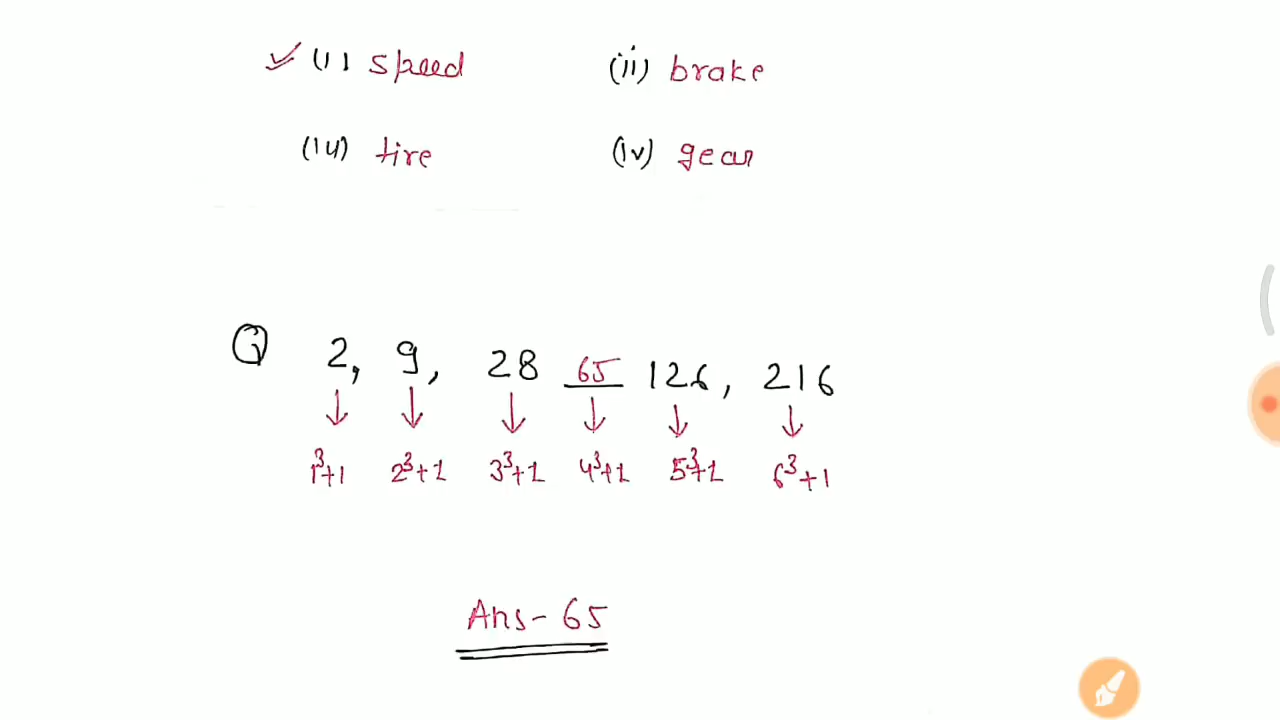 (i) speed (ii) brake
(iii) tire (iv) gear
Q 2, 9, 28 65 126, 216
1³+1 2³+1 3³+1 4³+1 5³+1 6³+1
Ans - 65